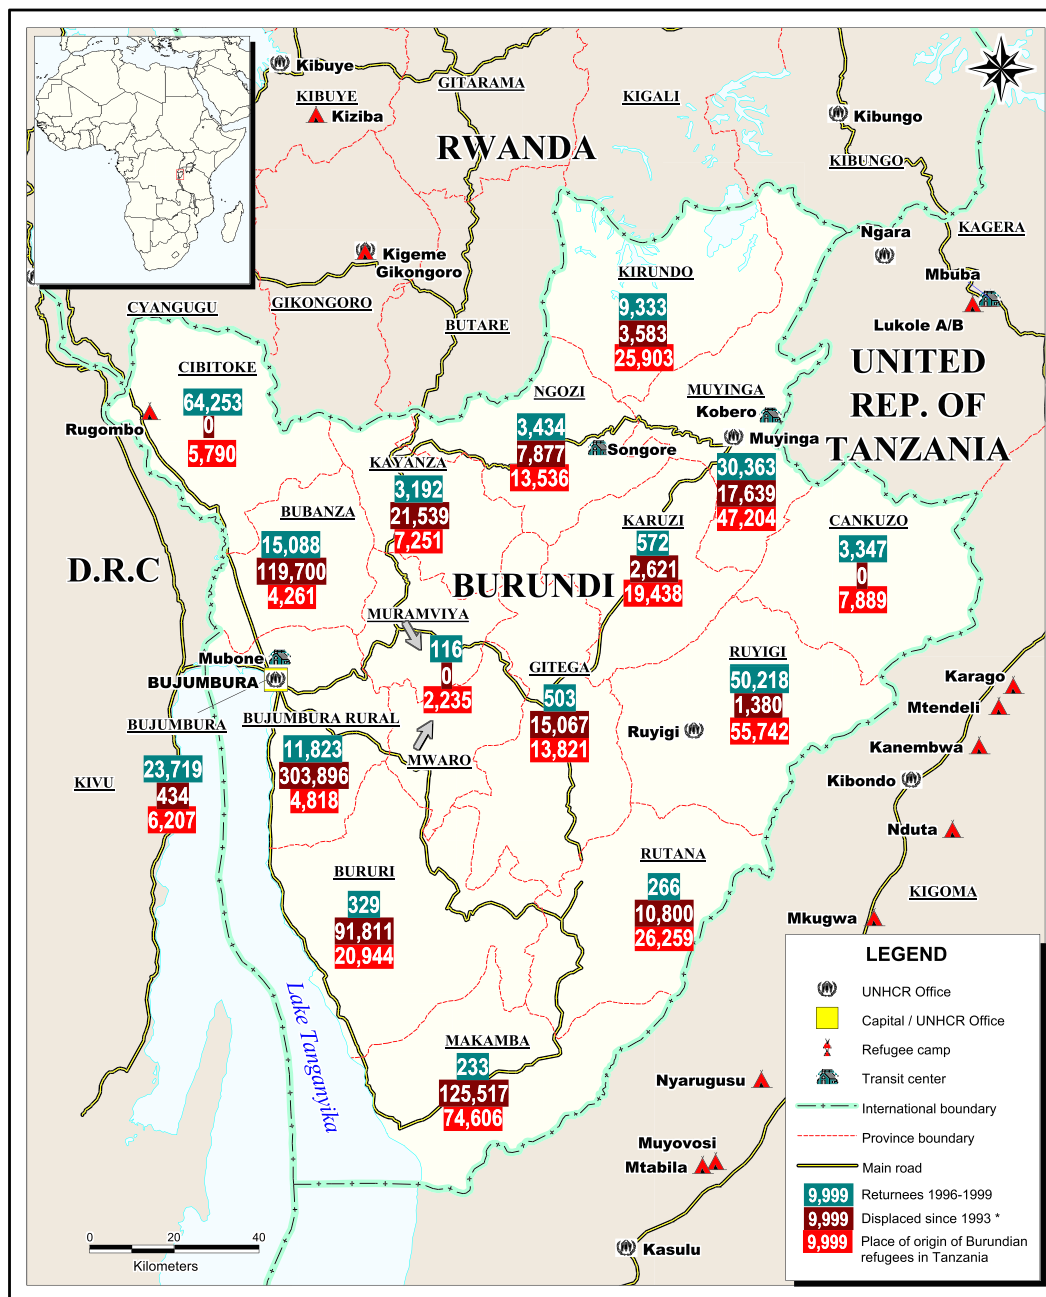 Kibuye
KIBUYE
Kiziba
GITARAMA
KIGALI
RWANDA
Kibungo
KIBUNGO
Ngara
KAGERA
Mbuba
Lukole A/B
Kigeme
Gikongoro
GIKONGORO
CYANGUGU
BUTARE
UNITED
REP. OF
TANZANIA
KIRUNDO
9,333
3,583
25,903
CIBITOKE
64,253
0
5,790
Rugombo
NGOZI
3,434
7,877
13,536
Songore
MUYINGA
Kobero
Muyinga
30,363
17,639
47,204
KAYANZA
3,192
21,539
7,251
BUBANZA
15,088
119,700
4,261
KARUZI
572
2,621
19,438
CANKUZO
3,347
0
7,889
D.R.C
BURUNDI
MURAMVIYA
116
0
2,235
MWARO
GITEGA
503
15,067
13,821
RUYIGI
50,218
1,380
55,742
Ruyigi
Mubone
BUJUMBURA
BUJUMBURA
23,719
434
6,207
KIVU
BUJUMBURA RURAL
11,823
303,896
4,818
BURURI
329
91,811
20,944
RUTANA
266
10,800
26,259
MAKAMBA
233
125,517
74,606
Lake Tanganyika
Karago
Mtendeli
Kanembwa
Kibondo
Nduta
KIGOMA
Mkugwa
Nyarugusu
Muyovosi
Mtabila
Kasulu
0 20 40
Kilometers
LEGEND
UNHCR Office
Capital / UNHCR Office
Refugee camp
Transit center
International boundary
Province boundary
Main road
9,999 Returnees 1996-1999
9,999 Displaced since 1993 *
9,999 Place of origin of Burundian
refugees in Tanzania